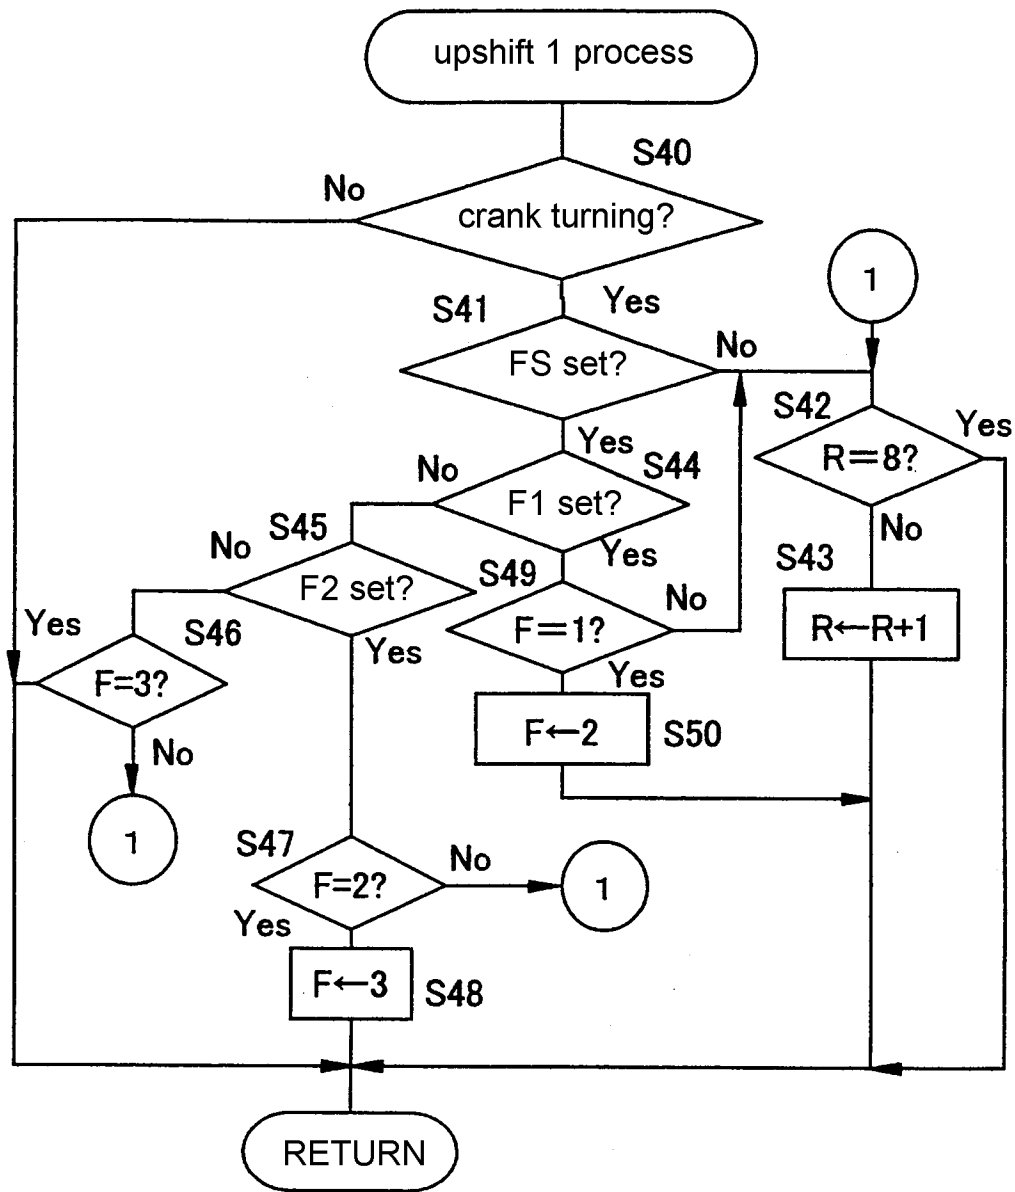 upshift 1 process
S40
No
crank turning?
1
S41
Yes
FS set?
No
S42
Yes
R=8?
Yes
S44
No
F1 set?
No
S45
No
F2 set?
Yes
S49
F=1?
No
S43
R←R+1
Yes
S46
F=3?
Yes
Yes
F←2
S50
No
1
S47
F=2?
No
1
Yes
F←3
S48
RETURN